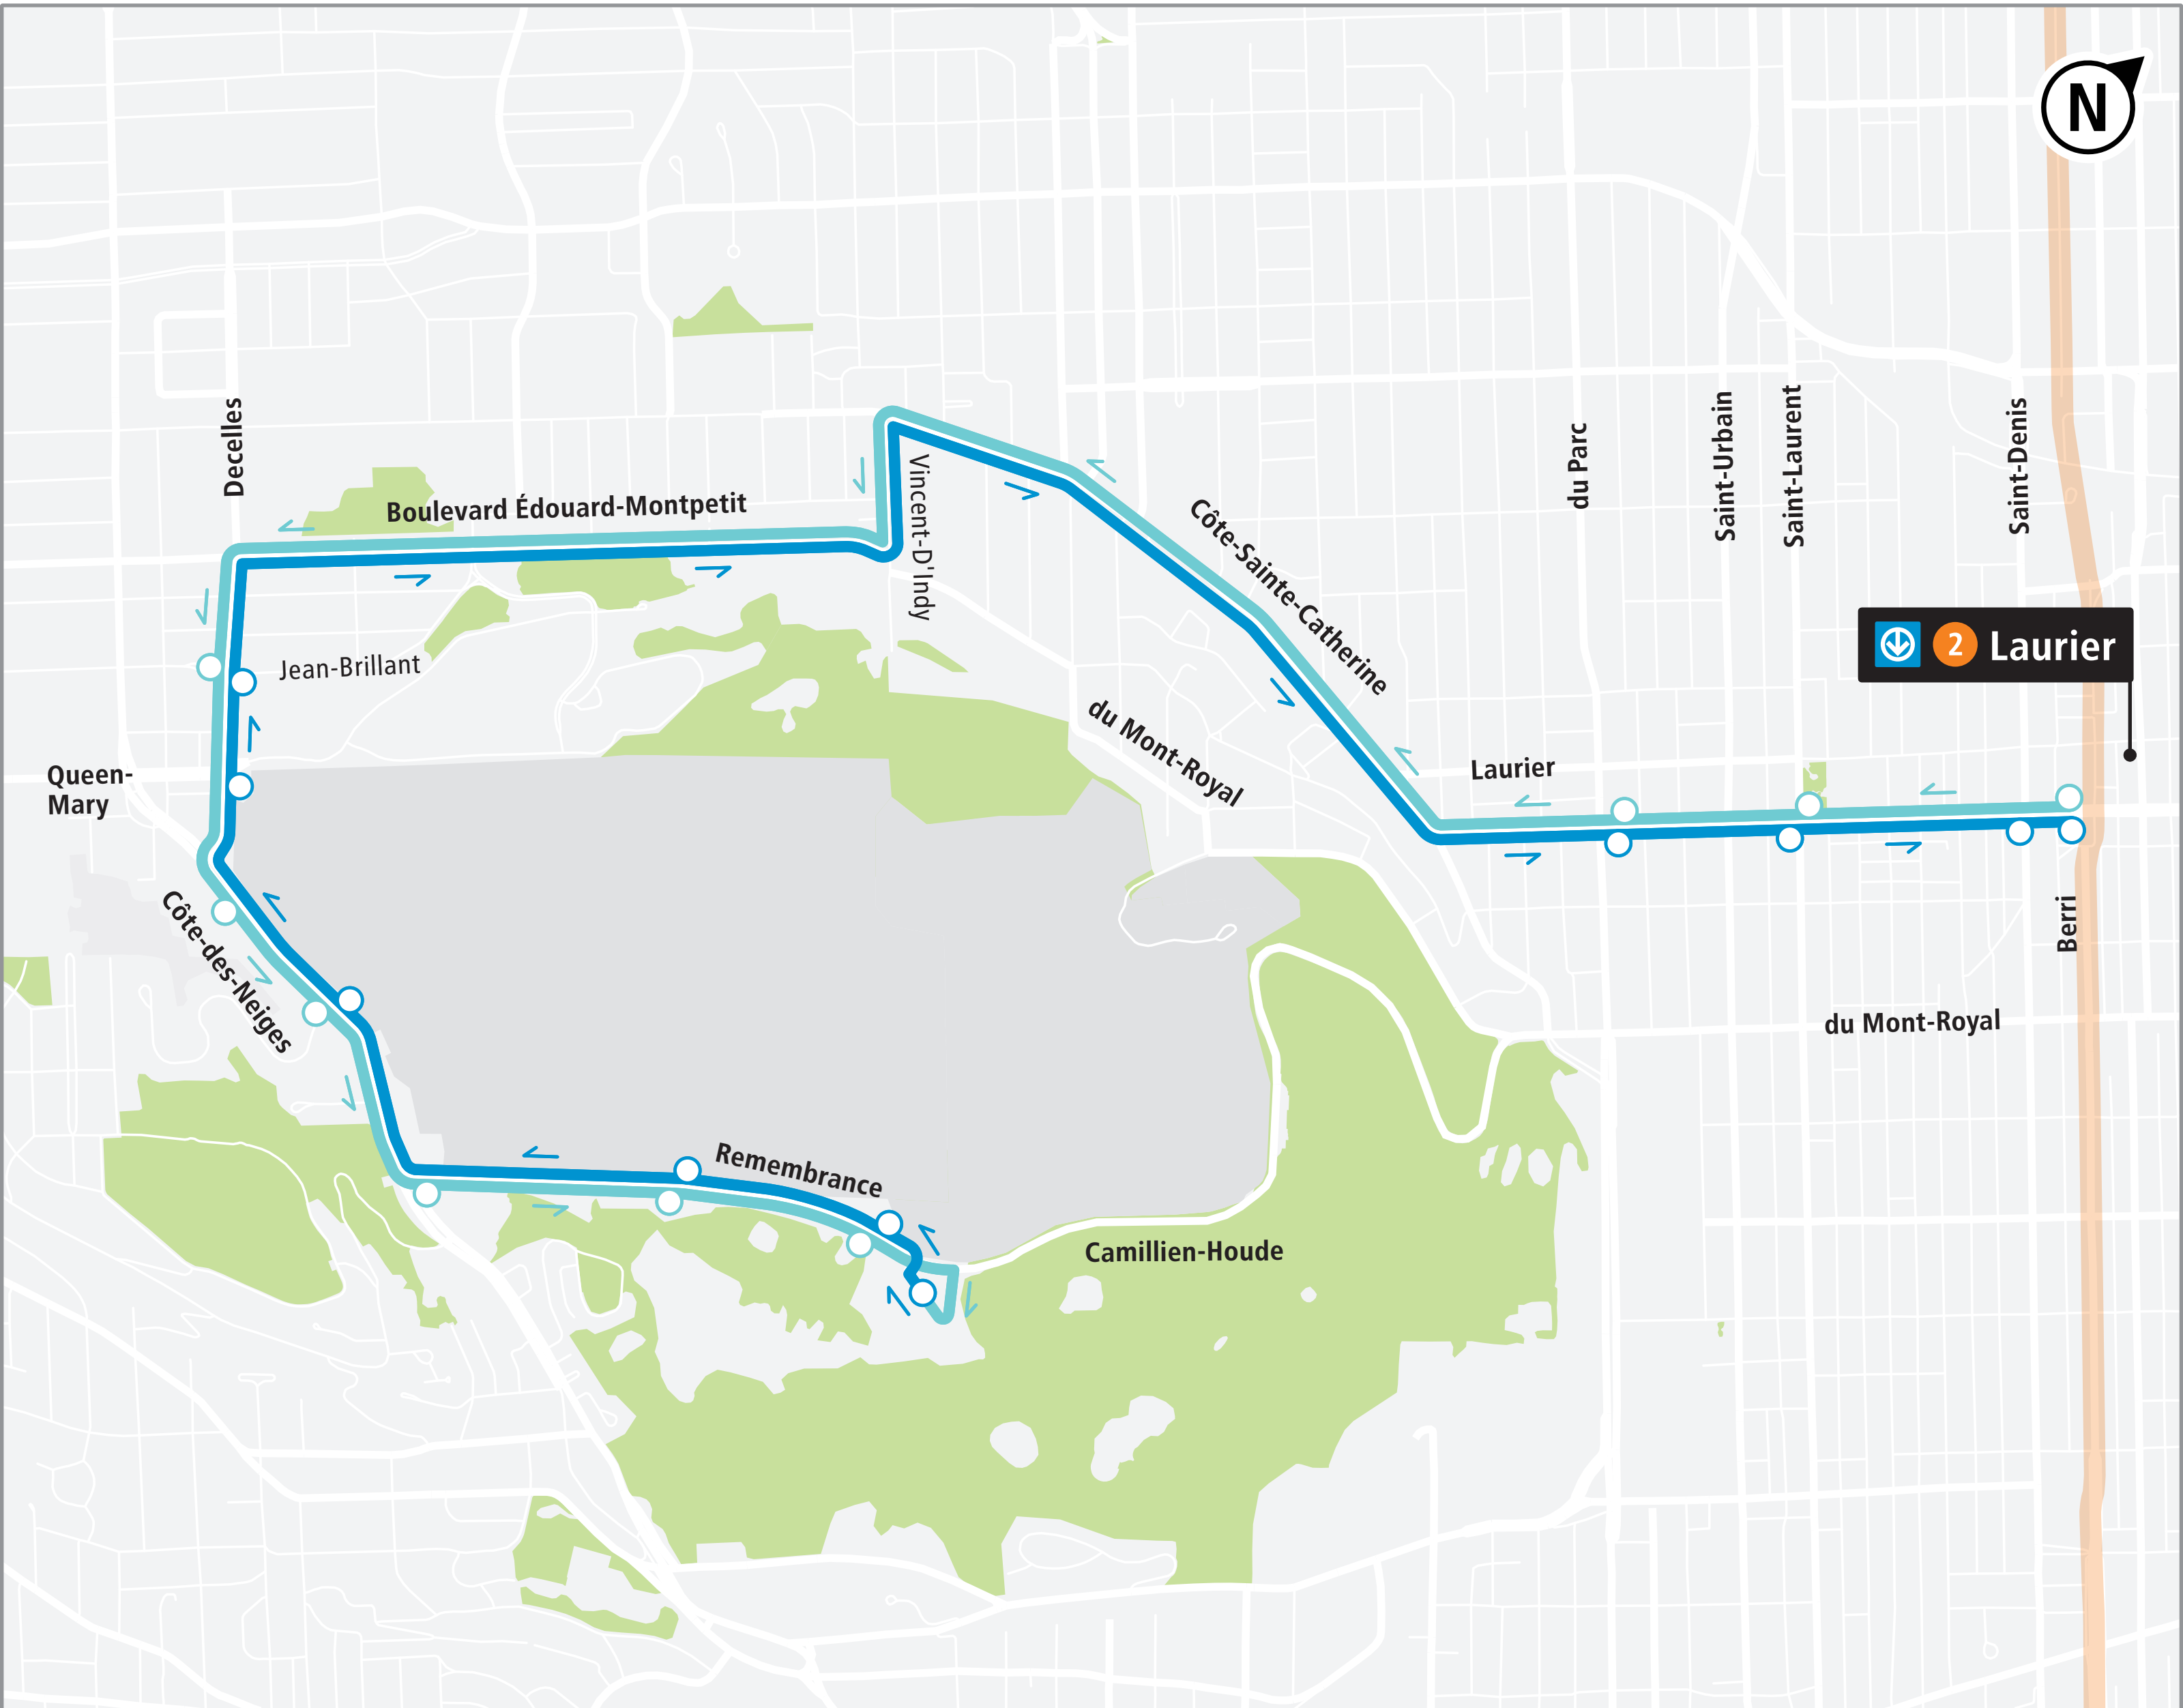 N
Decelles
Boulevard Édouard-Montpetit
Vincent-D'Indy
Côte-Sainte-Catherine
du Parc
Saint-Urbain
Saint-Laurent
Saint-Denis
2 Laurier
Jean-Brillant
Queen-
Mary
du Mont-Royal
Laurier
Côte-des-Neiges
Berri
du Mont-Royal
Remembrance
Camillien-Houde